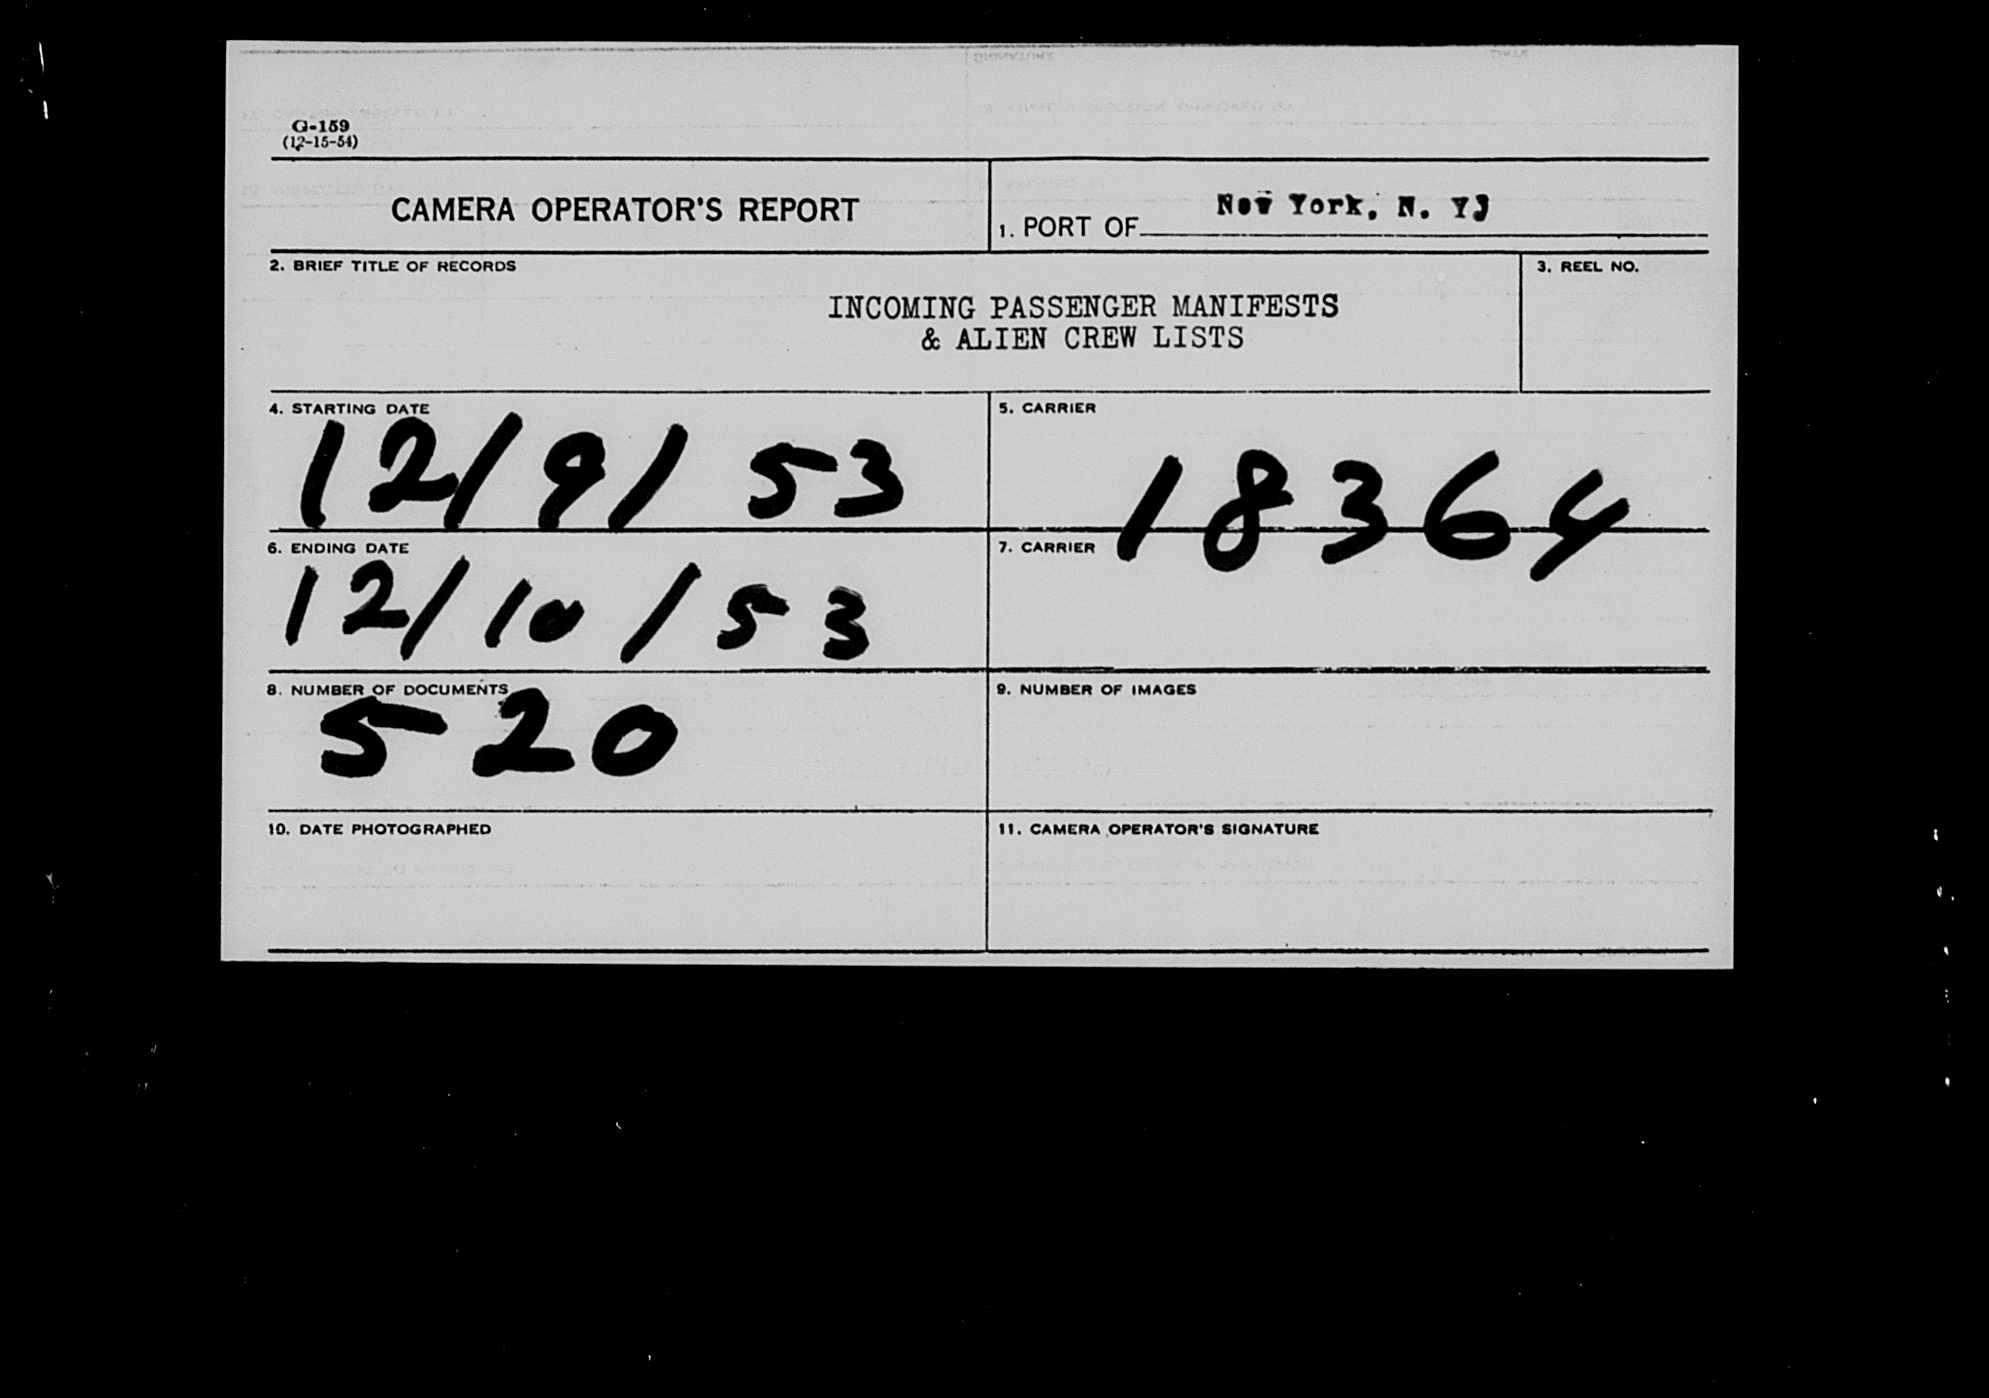 G-159
(12-15-54)
CAMERA OPERATOR'S REPORT
1. PORT OF New York, N. Y.
2. BRIEF TITLE OF RECORDS
INCOMING PASSENGER MANIFESTS
& ALIEN CREW LISTS
3. REEL NO.
4. STARTING DATE
12/9/53
5. CARRIER
18364
6. ENDING DATE
12/10/53
7. CARRIER
8. NUMBER OF DOCUMENTS
520
9. NUMBER OF IMAGES
10. DATE PHOTOGRAPHED
11. CAMERA OPERATOR'S SIGNATURE